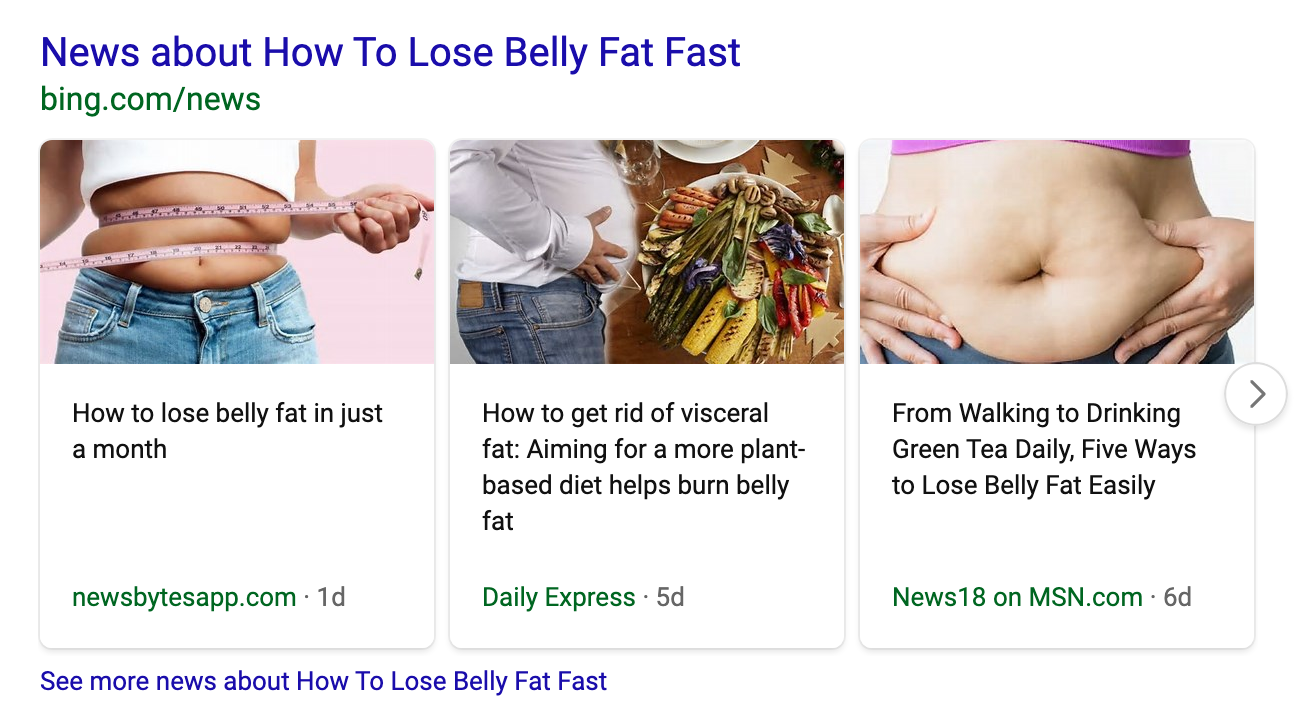 News about How To Lose Belly Fat Fast
bing.com/news
How to lose belly fat in just
a month
newsbytesapp.com · 1d
How to get rid of visceral
fat: Aiming for a more plant-
based diet helps burn belly
fat
Daily Express · 5d
From Walking to Drinking
Green Tea Daily, Five Ways
to Lose Belly Fat Easily
News18 on MSN.com · 6d
See more news about How To Lose Belly Fat Fast